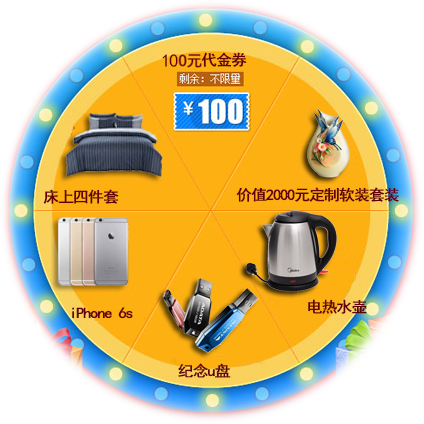 100元代金券
剩余：不限量
¥100
床上四件套
价值2000元定制软装套装
iPhone 6s
Midea
电热水壶
ADATA
纪念u盘